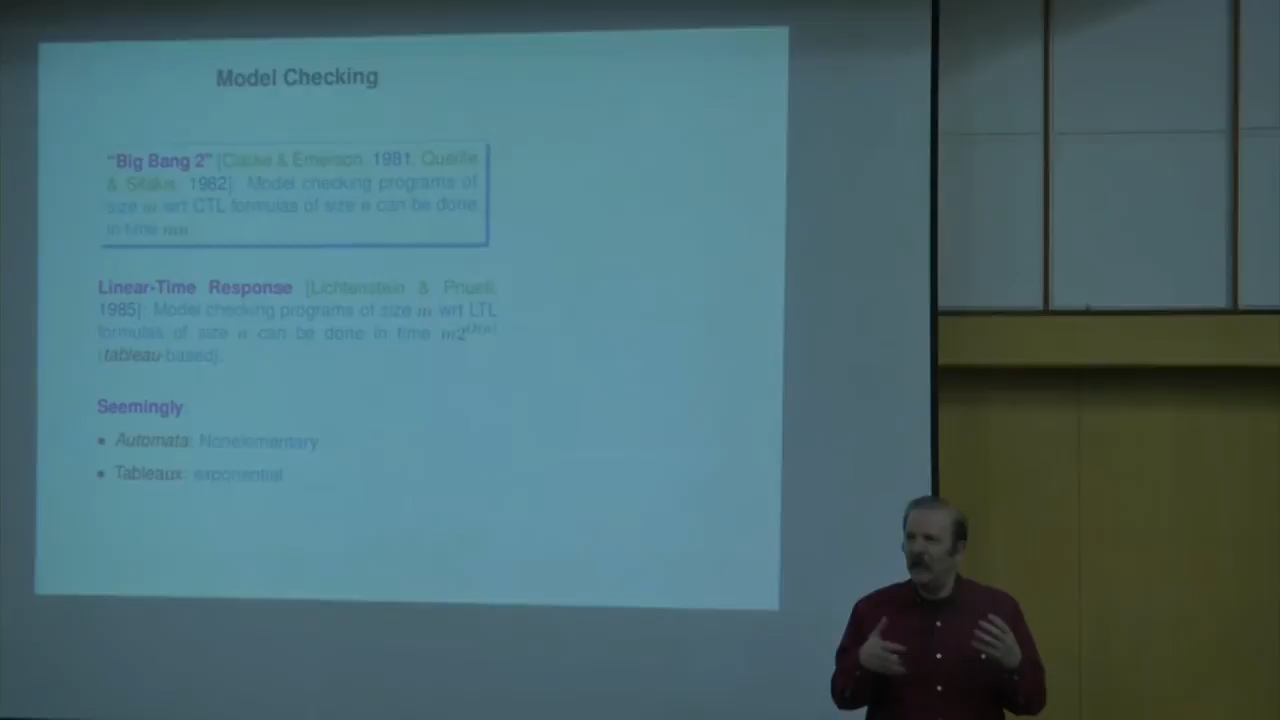 Model Checking
"Big Bang 2" [Clarke & Emerson, 1981, Queille
& Sifakis, 1982]: Model checking programs of
size m wrt CTL formulas of size n can be done
in time mn.
Linear-Time Response [Lichtenstein & Pnueli,
1985]: Model checking programs of size m wrt LTL
formulas of size n can be done in time m2^O(n)
(tableau-based).
Seemingly:
• Automata: Nonelementary
• Tableaux: exponential